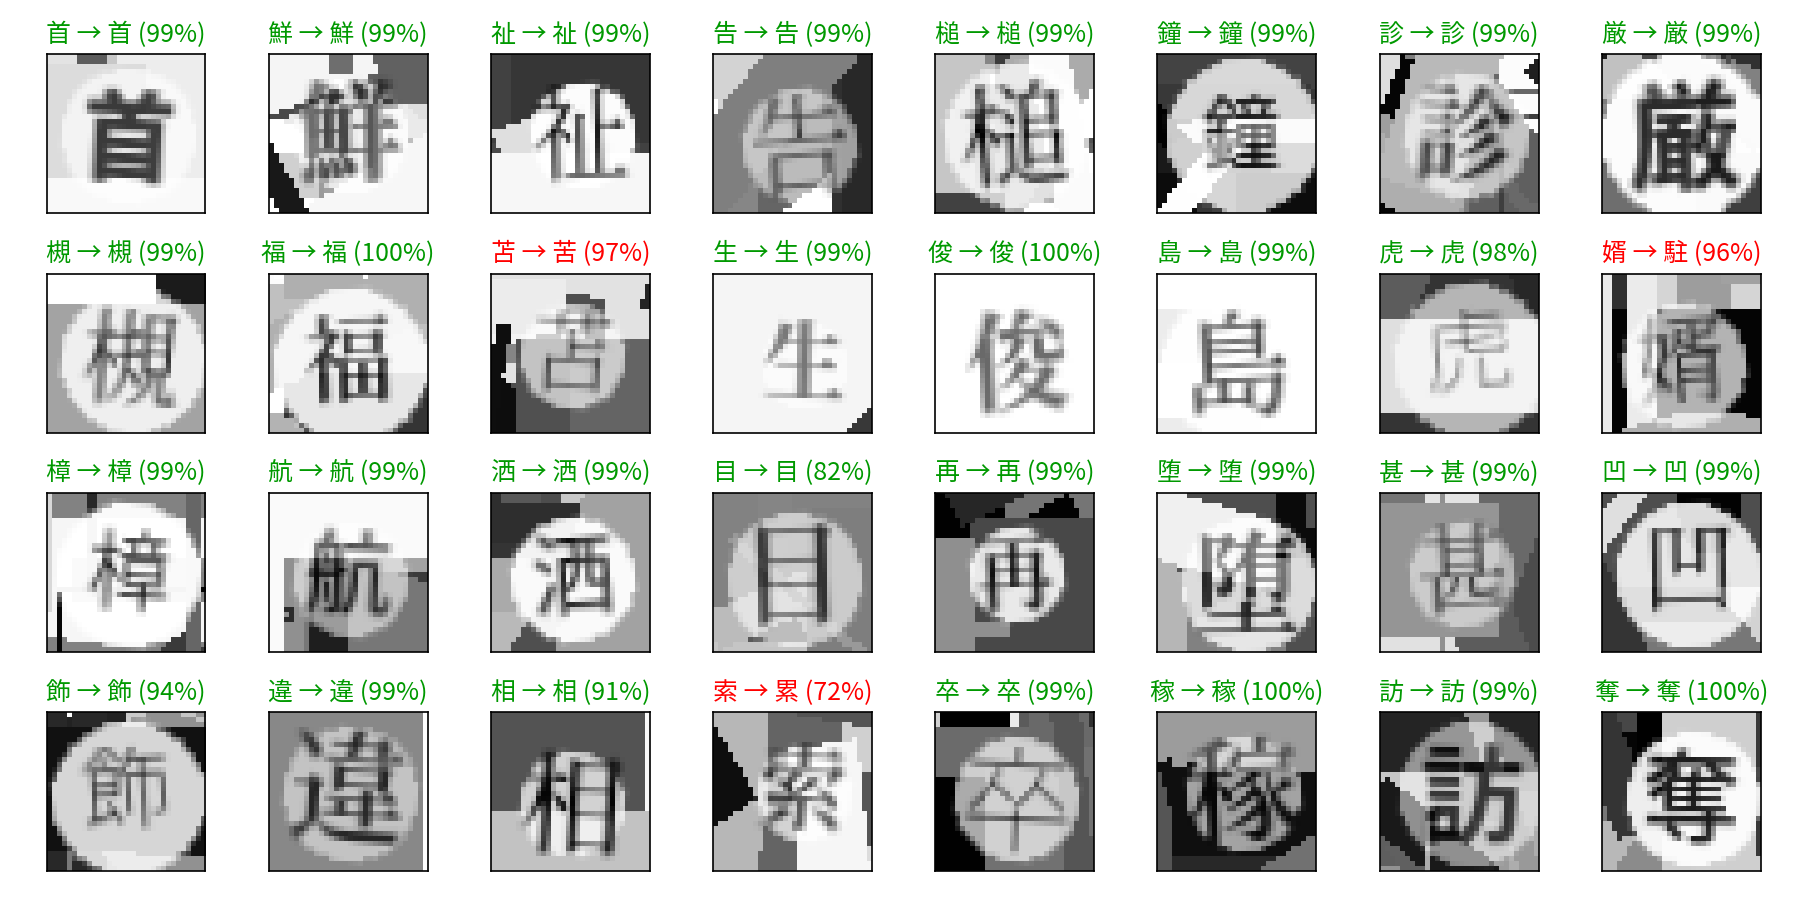 首 → 首 (99%) 鮮 → 鮮 (99%) 祉 → 祉 (99%) 告 → 告 (99%) 槌 → 槌 (99%) 鐘 → 鐘 (99%) 診 → 診 (99%) 厳 → 厳 (99%)
首 鮮 祉 告 槌 鐘 診 厳
槻 → 槻 (99%) 福 → 福 (100%) 苫 → 苦 (97%) 生 → 生 (99%) 俊 → 俊 (100%) 島 → 島 (99%) 虎 → 虎 (98%) 婿 → 駐 (96%)
槻 福 苫 生 俊 島 虎 婿
樟 → 樟 (99%) 航 → 航 (99%) 洒 → 洒 (99%) 目 → 目 (82%) 再 → 再 (99%) 堕 → 堕 (99%) 甚 → 甚 (99%) 凹 → 凹 (99%)
樟 航 洒 目 再 堕 甚 凹
飾 → 飾 (94%) 違 → 違 (99%) 相 → 相 (91%) 索 → 累 (72%) 卒 → 卒 (99%) 稼 → 稼 (100%) 訪 → 訪 (99%) 奪 → 奪 (100%)
飾 違 相 索 卒 稼 訪 奪